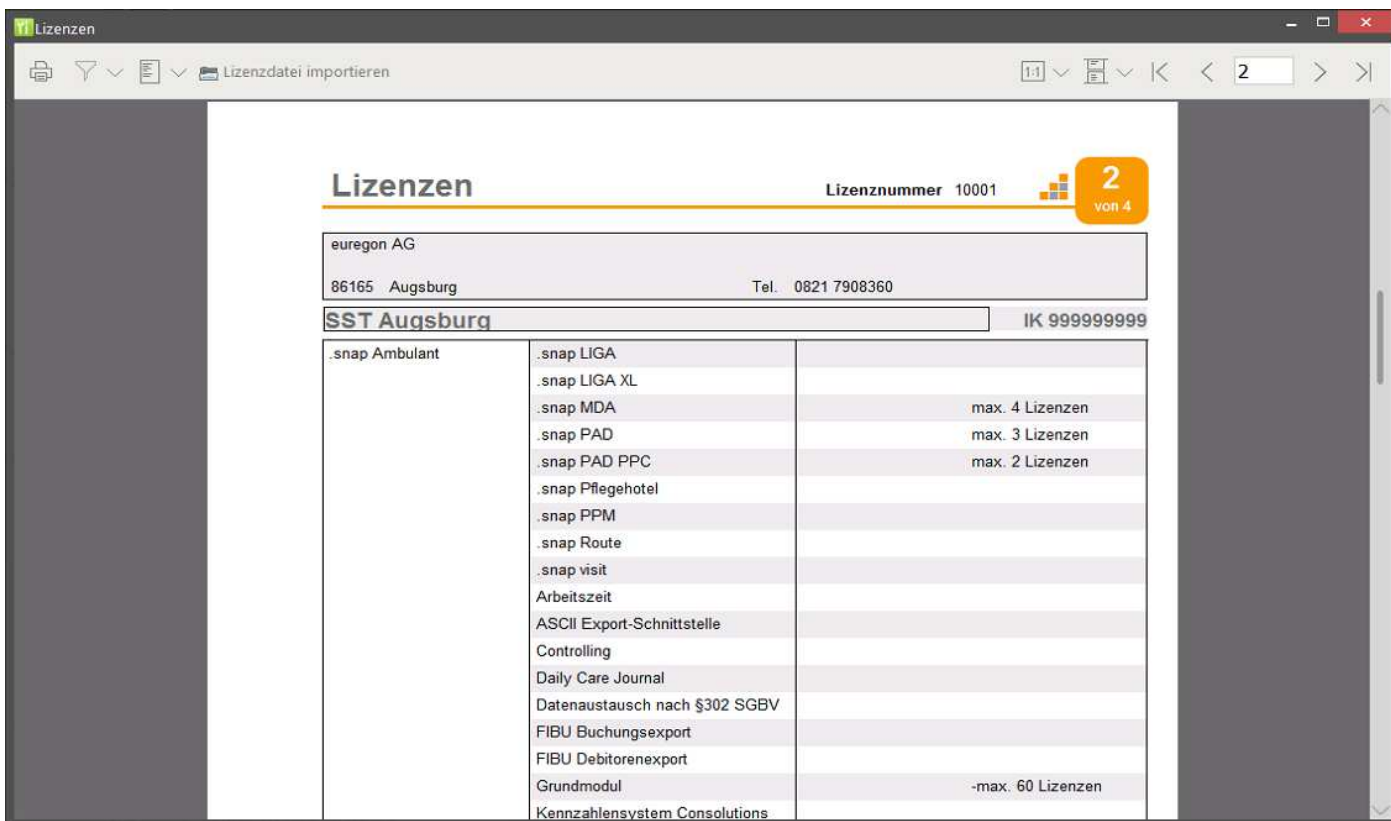 Lizenzen
Lizenzdatei importieren
1:1
2
Lizenzen
Lizenznummer 10001
2
von 4
euregon AG
86165 Augsburg Tel. 0821 7908360
SST Augsburg IK 999999999
.snap Ambulant .snap LIGA
.snap LIGA XL
.snap MDA max. 4 Lizenzen
.snap PAD max. 3 Lizenzen
.snap PAD PPC max. 2 Lizenzen
.snap Pflegehotel
.snap PPM
.snap Route
.snap visit
Arbeitszeit
ASCII Export-Schnittstelle
Controlling
Daily Care Journal
Datenaustausch nach §302 SGBV
FIBU Buchungsexport
FIBU Debitorenexport
Grundmodul -max. 60 Lizenzen
Kennzahlensystem Consolutions